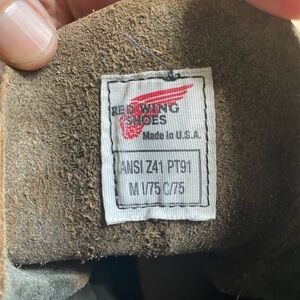 RED WING
SHOES
Made in U.S.A.
ANSI Z41 PT91
M I/75 C/75